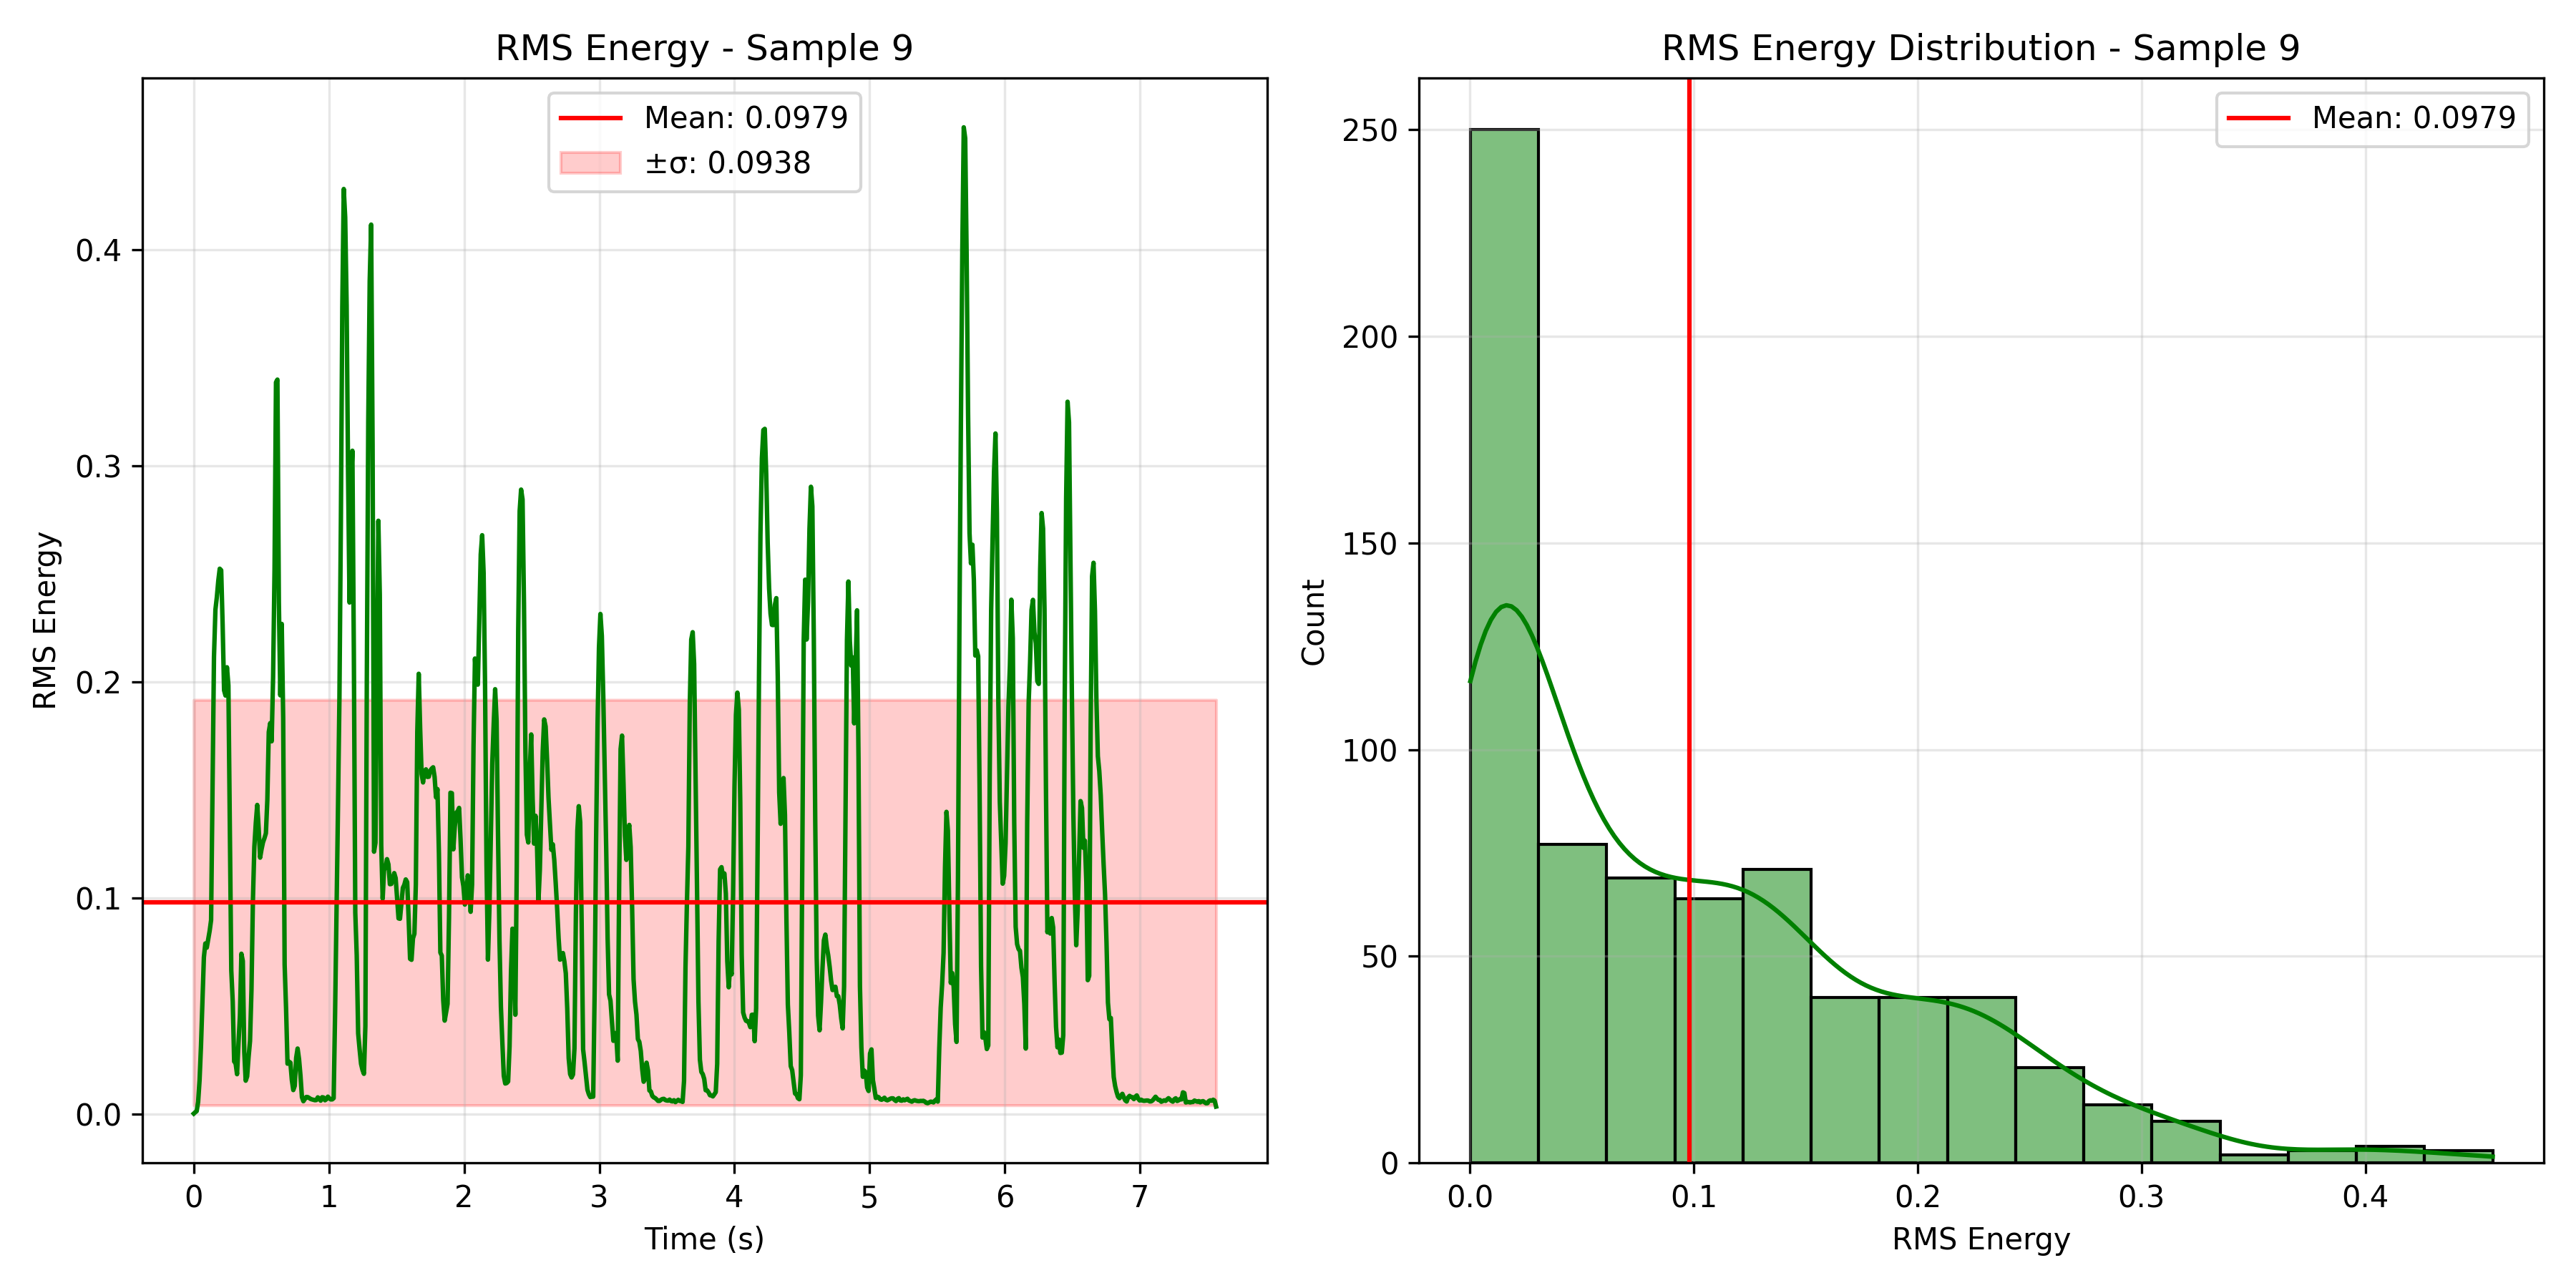 RMS Energy - Sample 9
Mean: 0.0979
±σ: 0.0938
RMS Energy
0.4
0.3
0.2
0.1
0.0
0 1 2 3 4 5 6 7
Time (s)
RMS Energy Distribution - Sample 9
Mean: 0.0979
Count
250
200
150
100
50
0
0.0 0.1 0.2 0.3 0.4
RMS Energy